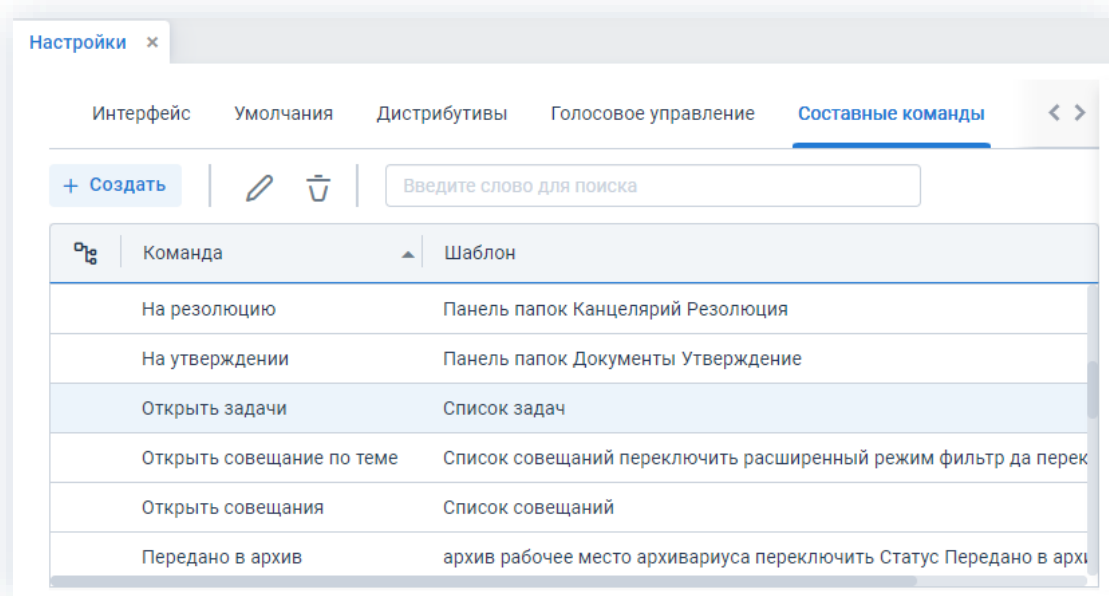 Настройки ×
Интерфейс Умолчания Дистрибутивы Голосовое управление Составные команды < >
+ Создать Введите слово для поиска
Команда Шаблон
На резолюцию Панель папок Канцелярий Резолюция
На утверждении Панель папок Документы Утверждение
Открыть задачи Список задач
Открыть совещание по теме Список совещаний переключить расширенный режим фильтр да перек
Открыть совещания Список совещаний
Передано в архив архив рабочее место архивариуса переключить Статус Передано в архи